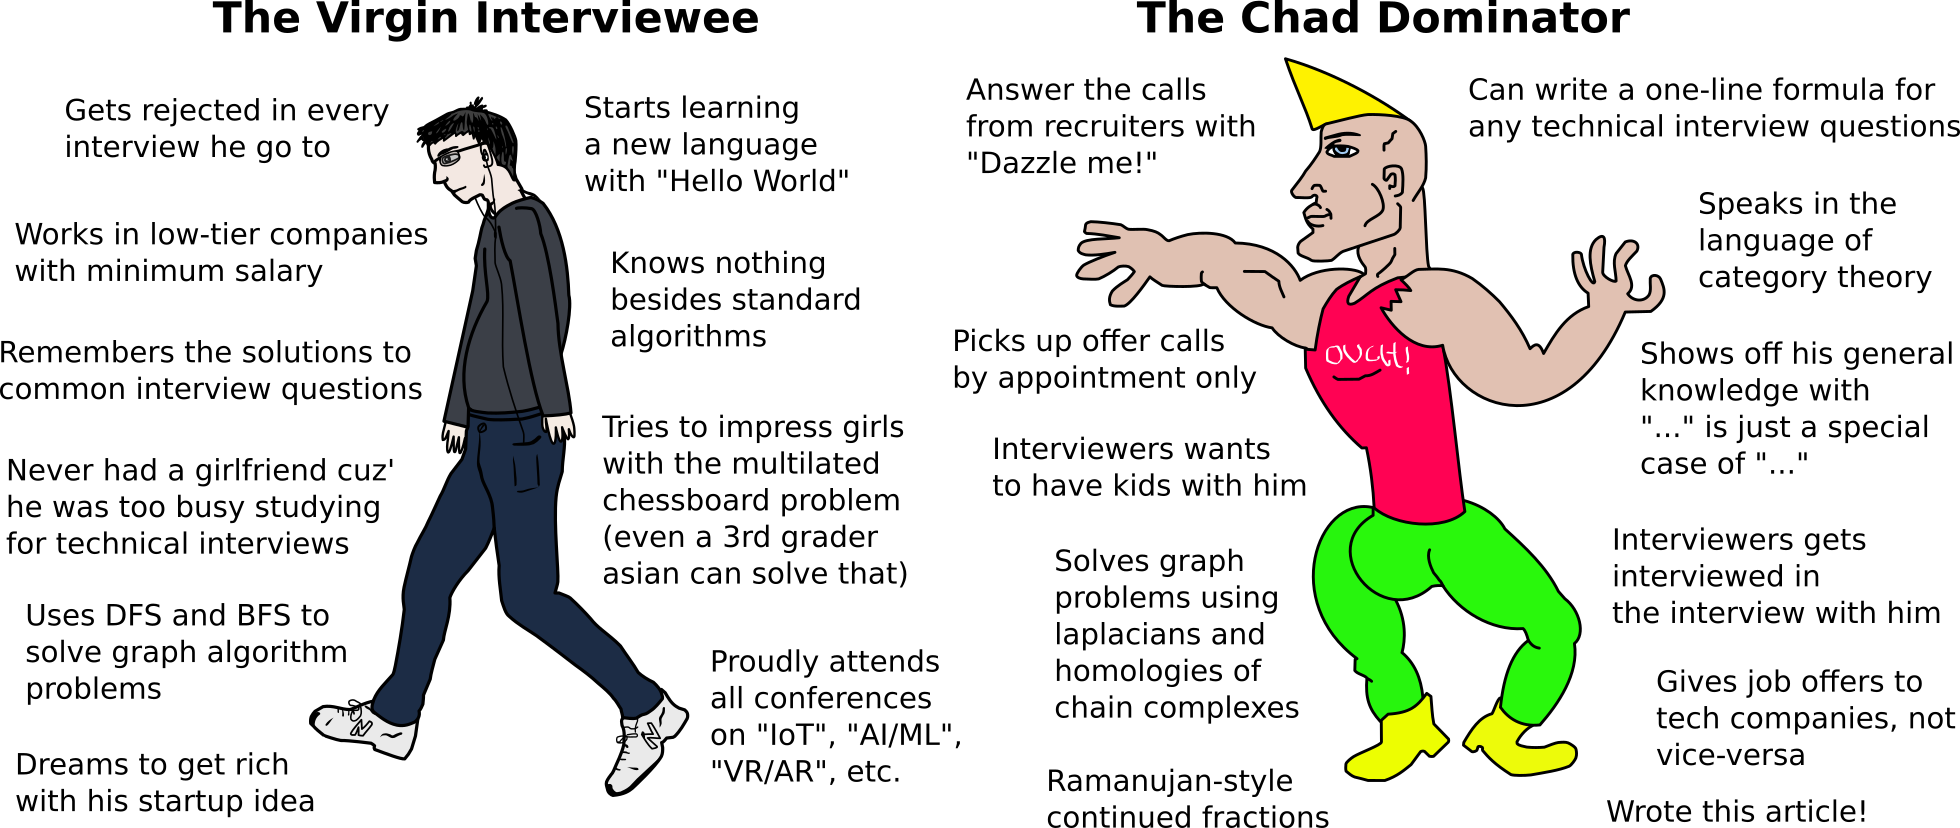 The Virgin Interviewee
Gets rejected in every
interview he go to
Works in low-tier companies
with minimum salary
Remembers the solutions to
common interview questions
Never had a girlfriend cuz'
he was too busy studying
for technical interviews
Uses DFS and BFS to
solve graph algorithm
problems
Dreams to get rich
with his startup idea
Starts learning
a new language
with "Hello World"
Knows nothing
besides standard
algorithms
Tries to impress girls
with the multilated
chessboard problem
(even a 3rd grader
asian can solve that)
Proudly attends
all conferences
on "IoT", "AI/ML",
"VR/AR", etc.
N
N
The Chad Dominator
Answer the calls
from recruiters with
"Dazzle me!"
Picks up offer calls
by appointment only
Interviewers wants
to have kids with him
Solves graph
problems using
laplacians and
homologies of
chain complexes
Ramanujan-style
continued fractions
OUCH!
Can write a one-line formula for
any technical interview questions
Speaks in the
language of
category theory
Shows off his general
knowledge with
"..." is just a special
case of "..."
Interviewers gets
interviewed in
the interview with him
Gives job offers to
tech companies, not
vice-versa
Wrote this article!